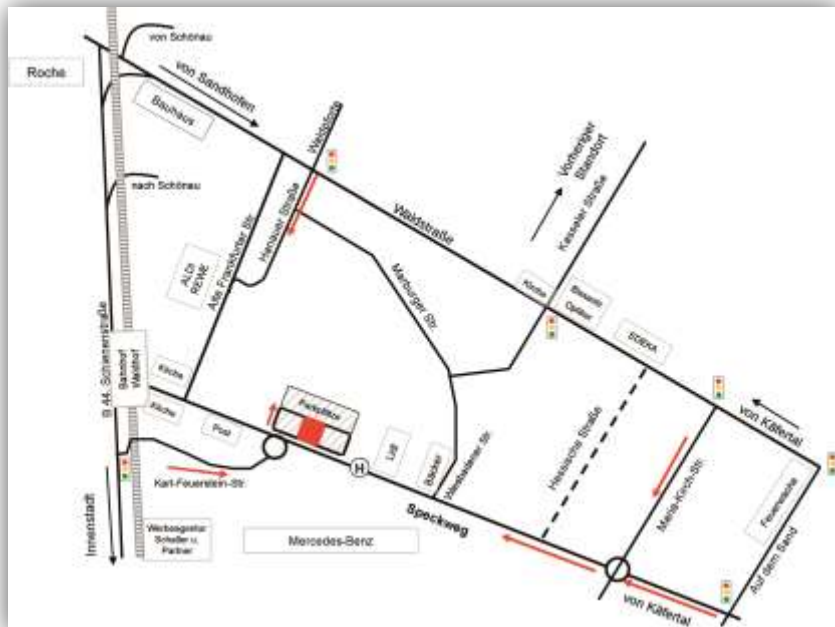 von Schönau
Roche
von Sandhofen
Bauhaus
Waldpforte
nach Schönau
Hanauer Straße
Vorheriger
Standort
Kasseler Straße
Waldstraße
Alte Frankfurter Str.
ALDI
REWE
Marburger Str.
Kirche
Optiker
EDEKA
B 44, Schienenstraße
Bahnhof
Waldhof
Kirche
Kirche
Post
Parkplätze
von Käfertal
Lidl
Bäcker
Wiesbadener Str.
Hessische Straße
Maria-Kirch-Str.
Feuerwache
H
Karl-Feuerstein-Str.
Speckweg
Innenstadt
Werbeagentur
Schaller u.
Partner
Mercedes-Benz
Auf dem Sand
von Käfertal